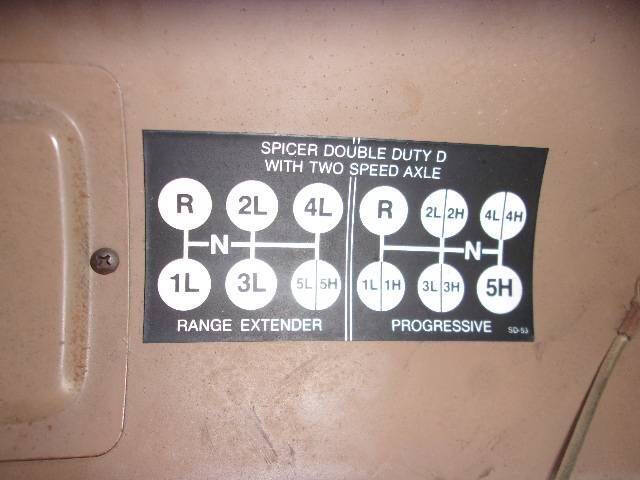 SPICER DOUBLE DUTY D
WITH TWO SPEED AXLE
R 2L 4L
N
1L 3L 5L 5H
RANGE EXTENDER
R 2L 2H 4L 4H
N
1L 1H 3L 3H 5H
PROGRESSIVE
SD-53